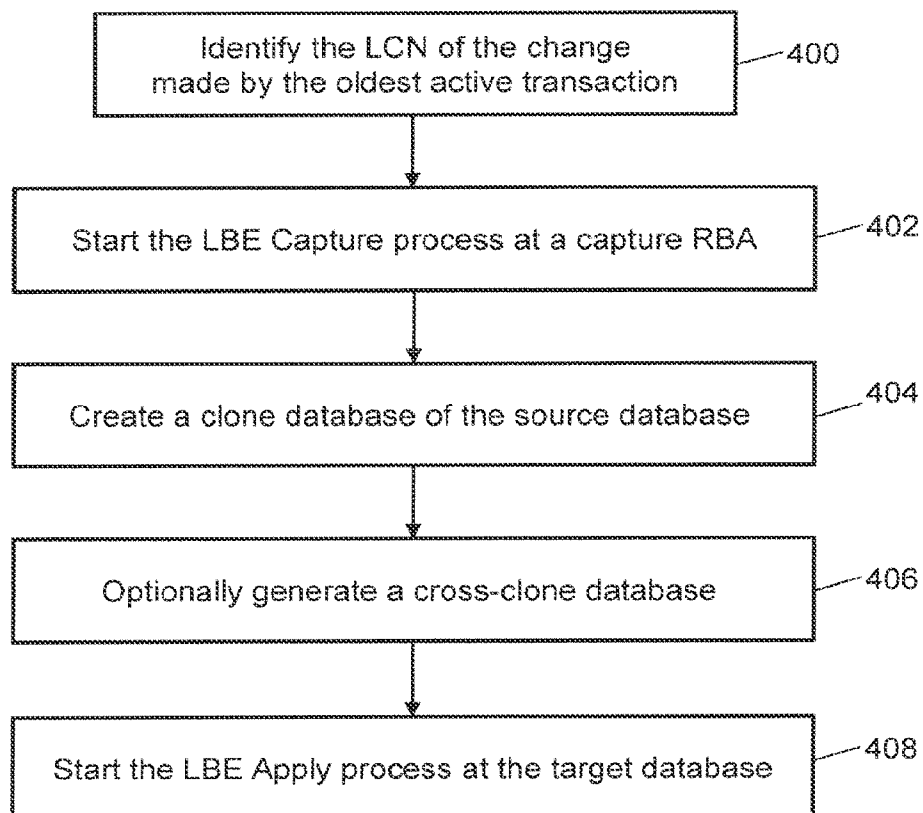 Identify the LCN of the change
made by the oldest active transaction
400
Start the LBE Capture process at a capture RBA
402
Create a clone database of the source database
404
Optionally generate a cross-clone database
406
Start the LBE Apply process at the target database
408